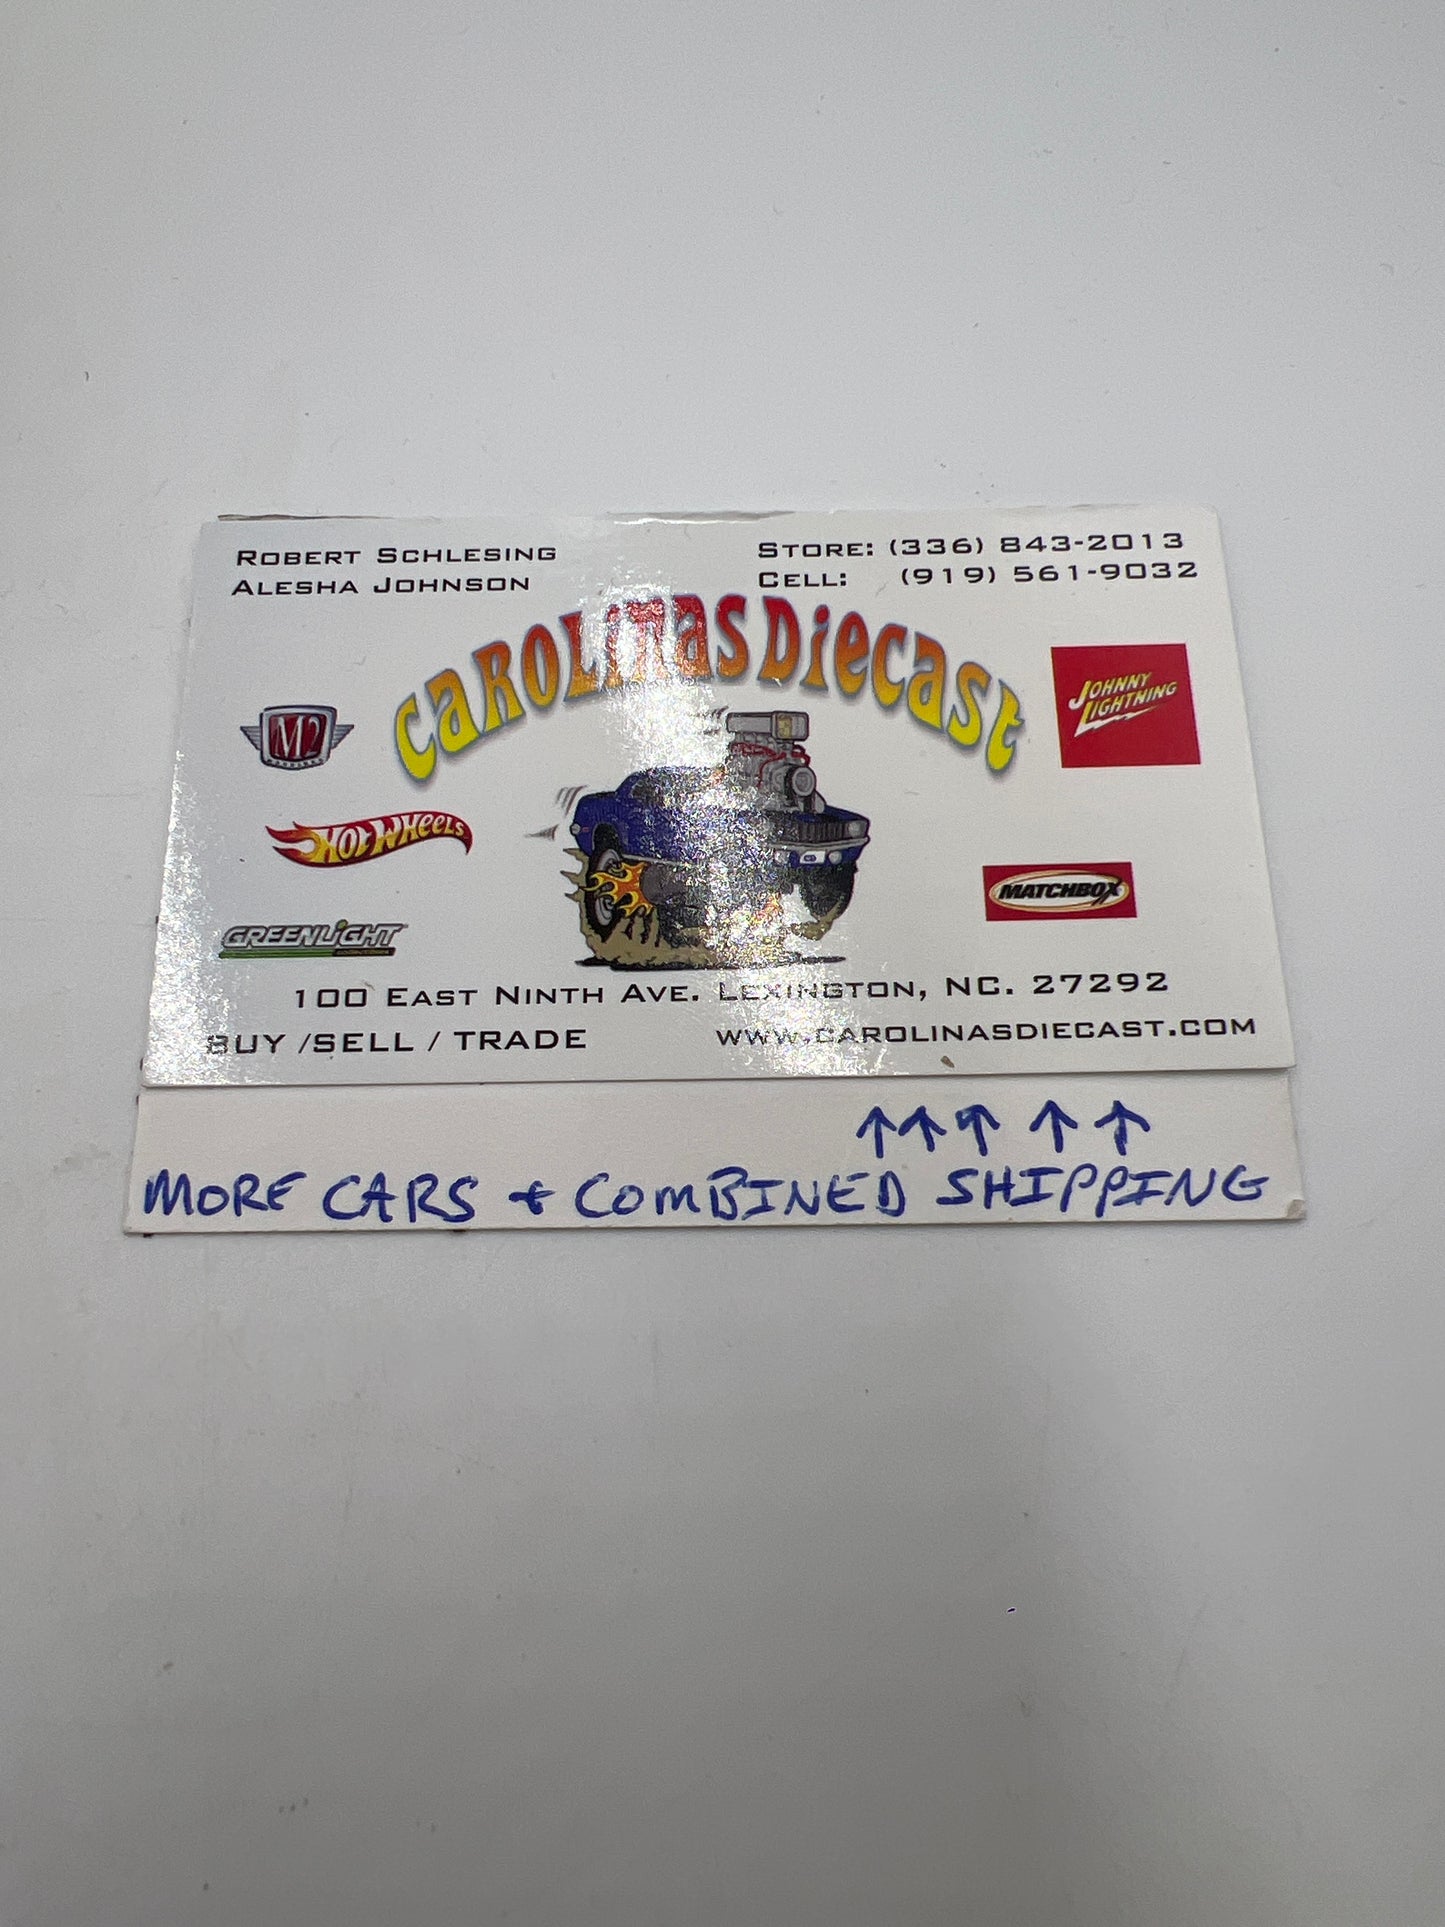 ROBERT SCHLESING
ALESHA JOHNSON
STORE: (336) 843-2013
CELL: (919) 561-9032
CAROLINAS DIECAST
M2
JOHNNY LIGHTNING
HOT WHEELS
MATCHBOX
GREENLIGHT
100 EAST NINTH AVE. LEXINGTON, NC. 27292
BUY /SELL / TRADE
WWW.CAROLINASDIECAST.COM
↑↑↑↑↑
MORE CARS + COMBINED SHIPPING